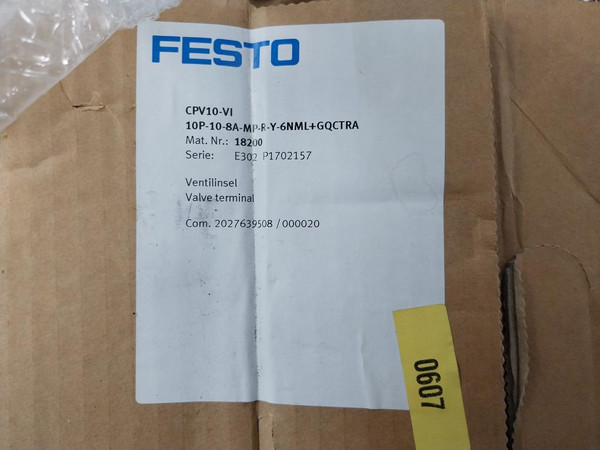 FESTO
CPV10-VI
10P-10-8A-MP-R-Y-6NML+GQCTRA
Mat. Nr.: 18200
Serie: E302 P1702157
Ventilinsel
Valve terminal
Com. 2027639508 / 000020
0607